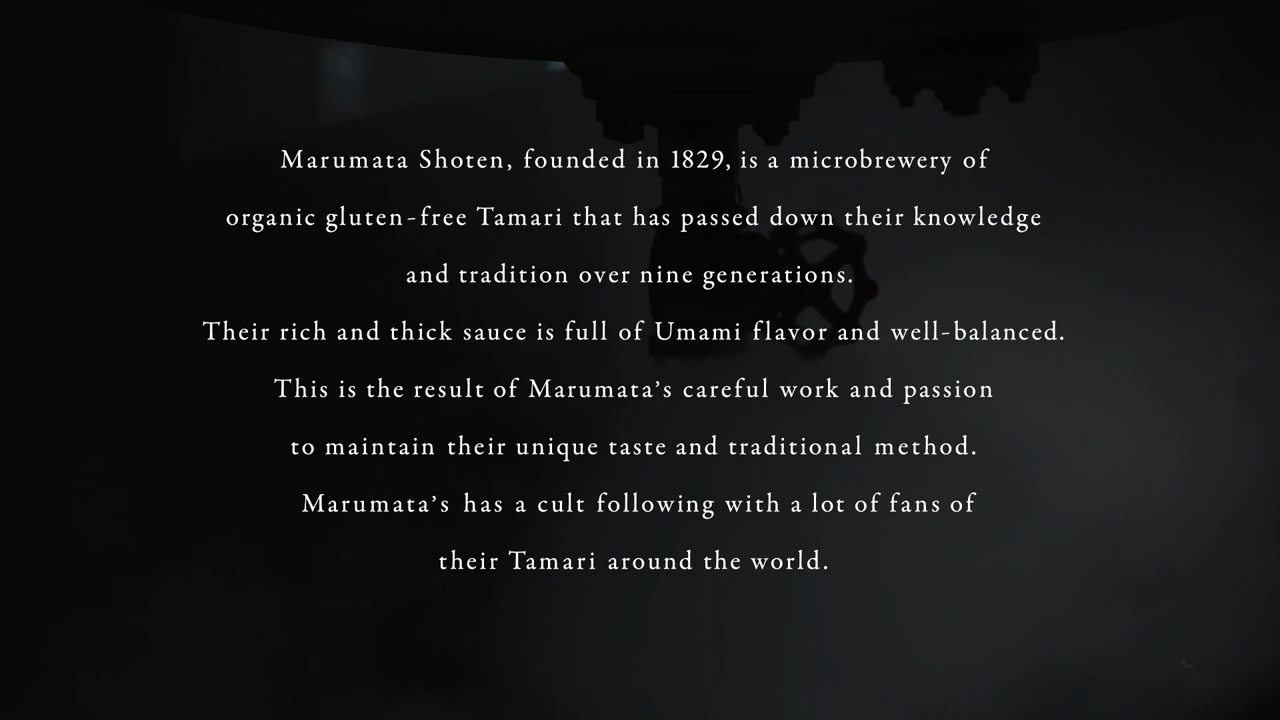 Marumata Shoten, founded in 1829, is a microbrewery of
organic gluten-free Tamari that has passed down their knowledge
and tradition over nine generations.
Their rich and thick sauce is full of Umami flavor and well-balanced.
This is the result of Marumata’s careful work and passion
to maintain their unique taste and traditional method.
Marumata’s has a cult following with a lot of fans of
their Tamari around the world.